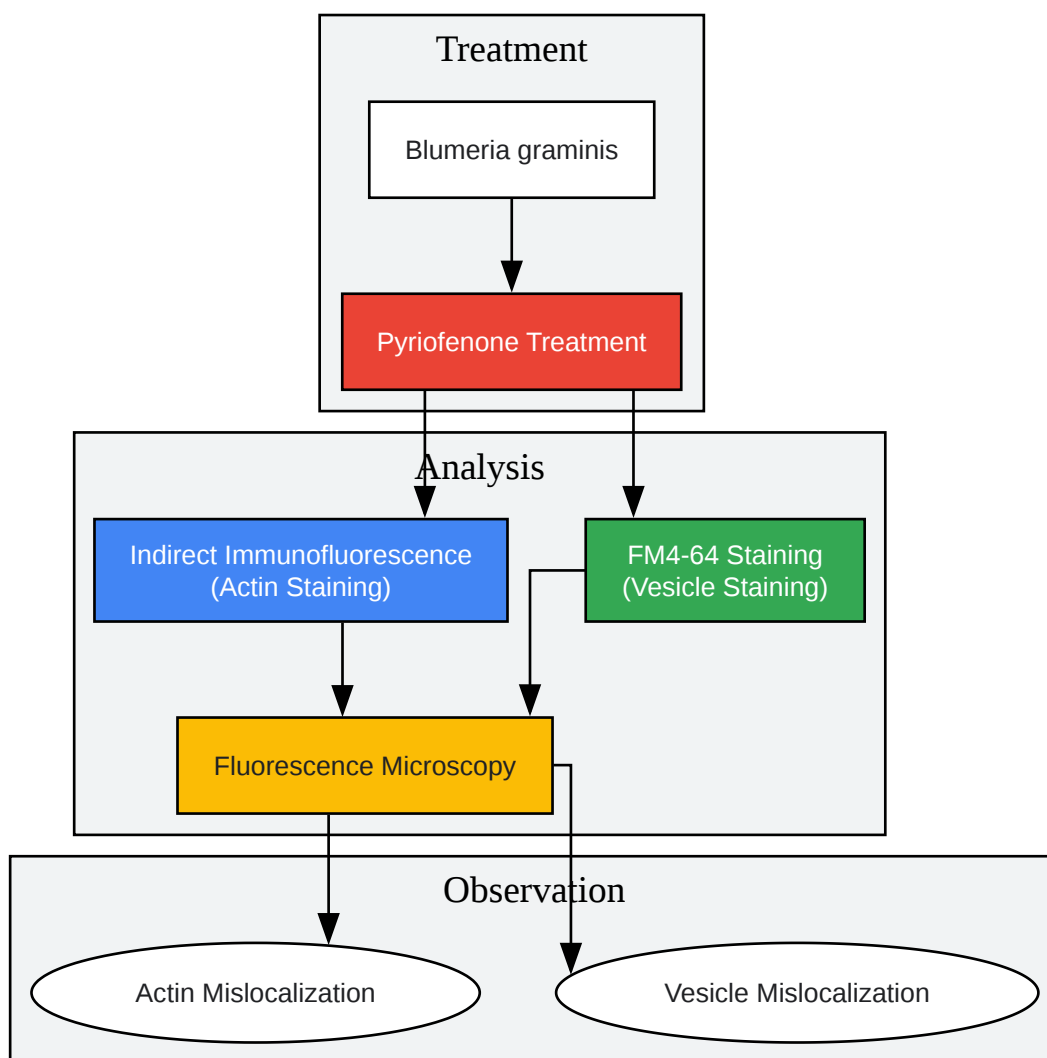 Treatment
Blumeria graminis
Pyriofenone Treatment
Analysis
Indirect Immunofluorescence
(Actin Staining)
FM4-64 Staining
(Vesicle Staining)
Fluorescence Microscopy
Observation
Actin Mislocalization
Vesicle Mislocalization